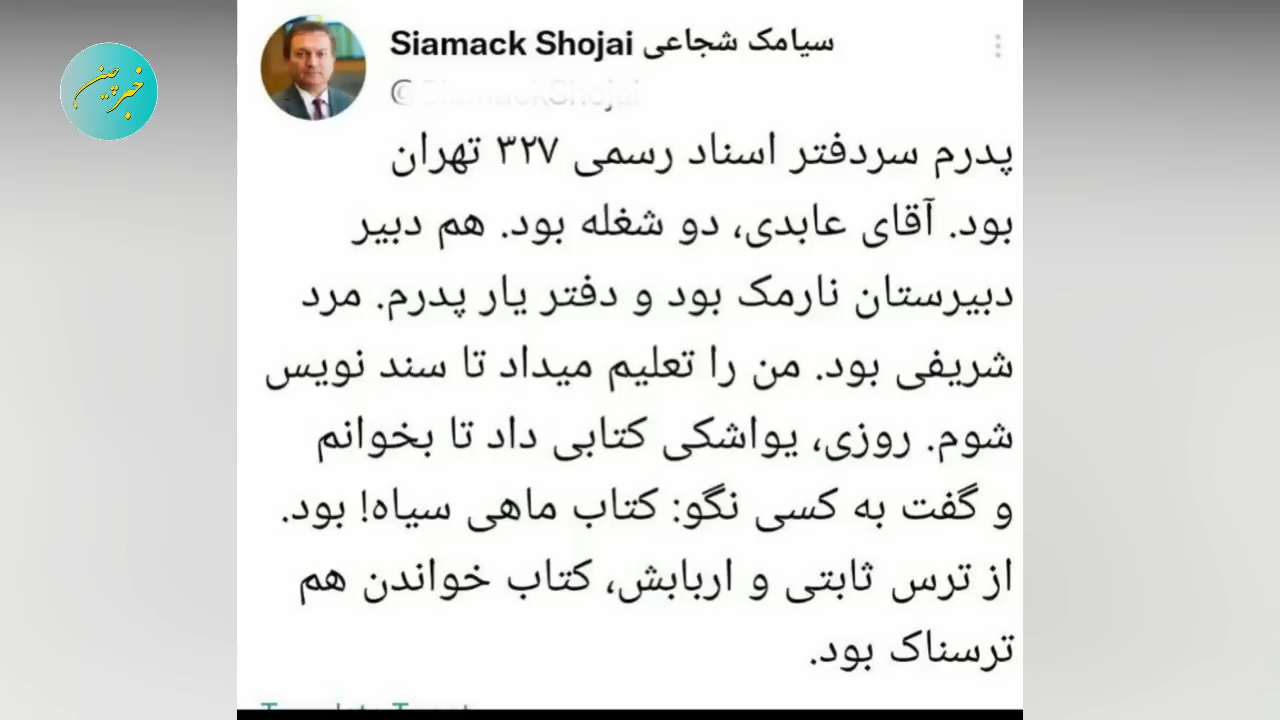 خبرچین
Siamack Shojai سیامک شجاعی
@SiamackShojai
پدرم سردفتر اسناد رسمی ۳۲۷ تهران
بود. آقای عابدی، دو شغله بود. هم دبیر
دبیرستان نارمک بود و دفتر یار پدرم. مرد
شریفی بود. من را تعلیم میداد تا سند نویس
شوم. روزی، یواشکی کتابی داد تا بخوانم
و گفت به کسی نگو: کتاب ماهی سیاه! بود.
از ترس ثابتی و اربابش، کتاب خواندن هم
ترسناک بود.